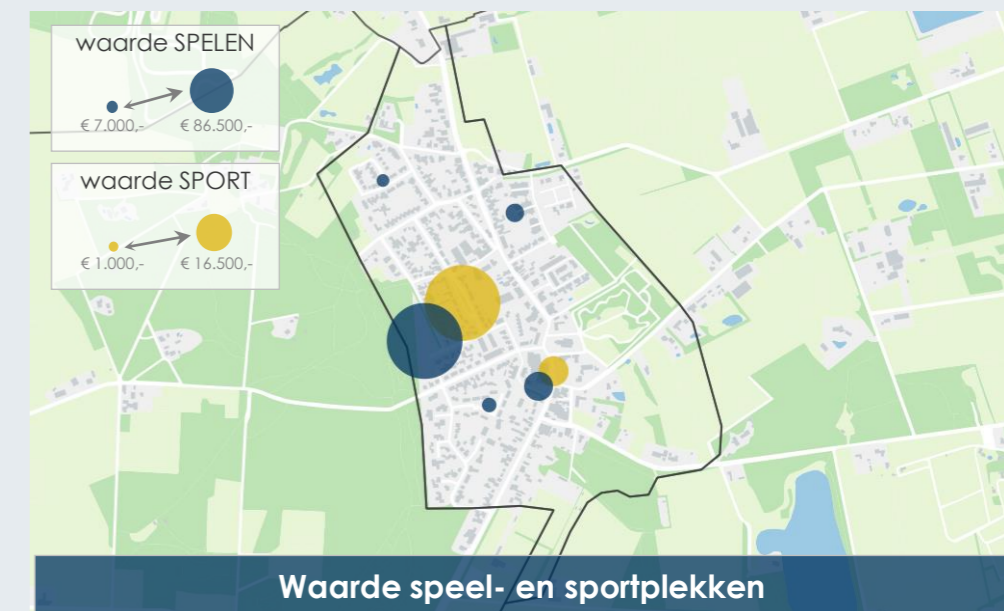 waarde SPELEN
€ 7.000,- € 86.500,-
waarde SPORT
€ 1.000,- € 16.500,-
Waarde speel- en sportplekken